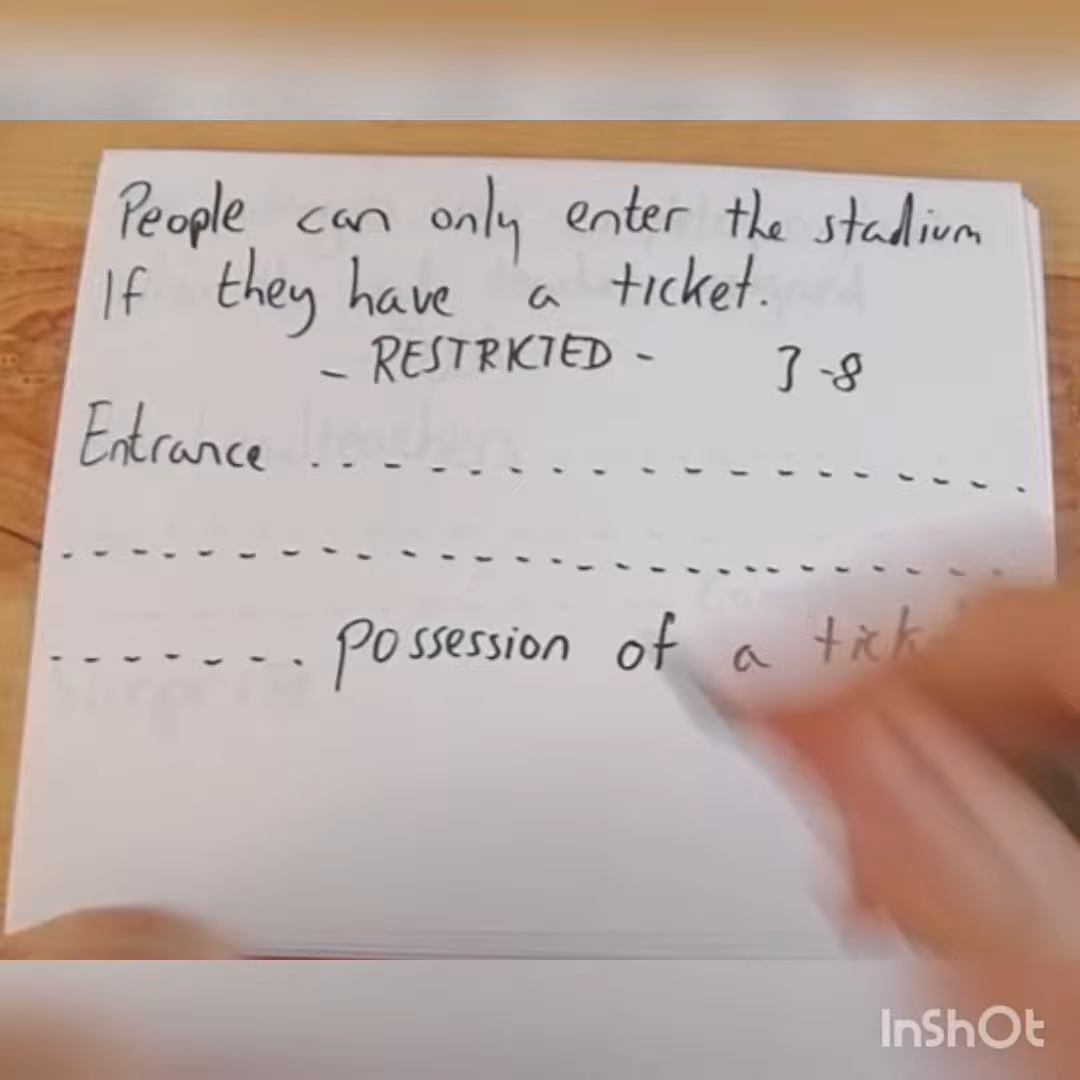 People can only enter the stadium
If they have a ticket.
- RESTRICTED - 3-8
Entrance ..................
..........................
....... possession of a
InShOt